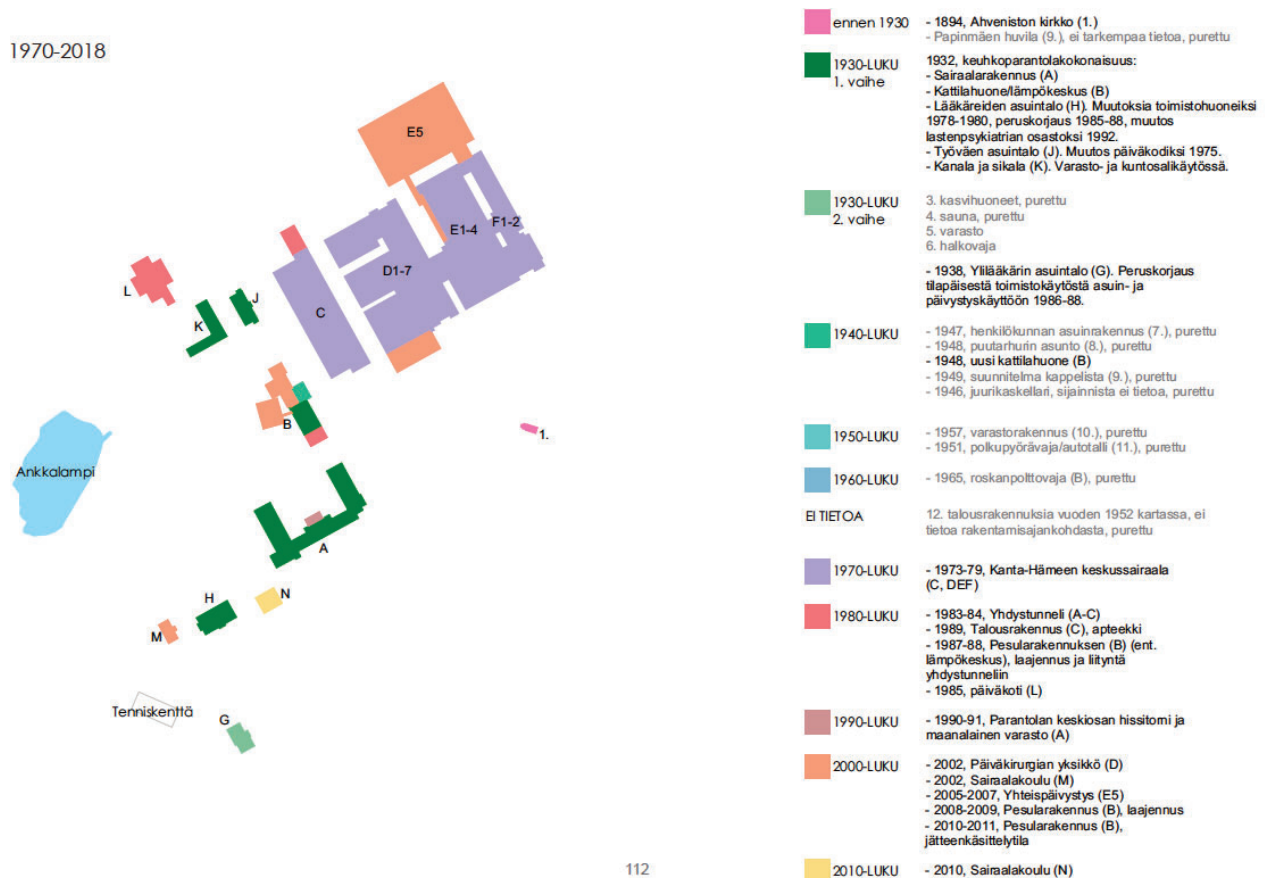 1970-2018
E5
E1-4
F1-2
D1-7
C
L
K
J
B
1.
Ankkalampi
A
H
N
M
Tenniskenttä
G
ennen 1930
- 1894, Ahveniston kirkko (1.)
- Papinmäen huvila (9.), ei tarkempaa tietoa, purettu
1930-LUKU
1. vaihe
1932, keuhkoparantolakokonaisuus:
- Sairaalarakennus (A)
- Kattilahuone/lämpökeskus (B)
- Lääkäreiden asuintalo (H). Muutoksia toimistohuoneiksi
1978-1980, peruskorjaus 1985-88, muutos
lastenpsykiatrian osastoksi 1992.
- Työväen asuintalo (J). Muutos päiväkodiksi 1975.
- Kanala ja sikala (K). Varasto- ja kuntosalikäytössä.
1930-LUKU
2. vaihe
3. kasvihuoneet, purettu
4. sauna, purettu
5. varasto
6. halkovaja
- 1938, Ylilääkärin asuintalo (G). Peruskorjaus
tilapäisestä toimistokäytöstä asuin- ja
päivystyskäyttöön 1986-88.
1940-LUKU
- 1947, henkilökunnan asuinrakennus (7.), purettu
- 1948, puutarhurin asunto (8.), purettu
- 1948, uusi kattilahuone (B)
- 1949, suunnitelma kappelista (9.), purettu
- 1946, juurikaskellari, sijainnista ei tietoa, purettu
1950-LUKU
- 1957, varastorakennus (10.), purettu
- 1951, polkupyörävaja/autotalli (11.), purettu
1960-LUKU
- 1965, roskanpolttovaja (B), purettu
EI TIETOA
12. talousrakennuksia vuoden 1952 kartassa, ei
tietoa rakentamisajankohdasta, purettu
1970-LUKU
- 1973-79, Kanta-Hämeen keskussairaala
(C, DEF)
1980-LUKU
- 1983-84, Yhdystunneli (A-C)
- 1989, Talousrakennus (C), apteekki
- 1987-88, Pesularakennuksen (B) (ent.
lämpökeskus), laajennus ja liityntä
yhdystunneliin
- 1985, päiväkoti (L)
1990-LUKU
- 1990-91, Parantolan keskiosan hissitorni ja
maanalainen varasto (A)
2000-LUKU
- 2002, Päiväkirurgian yksikkö (D)
- 2002, Sairaalakoulu (M)
- 2005-2007, Yhteispäivystys (E5)
- 2008-2009, Pesularakennus (B), laajennus
- 2010-2011, Pesularakennus (B),
jätteenkäsittelytila
2010-LUKU
- 2010, Sairaalakoulu (N)
112